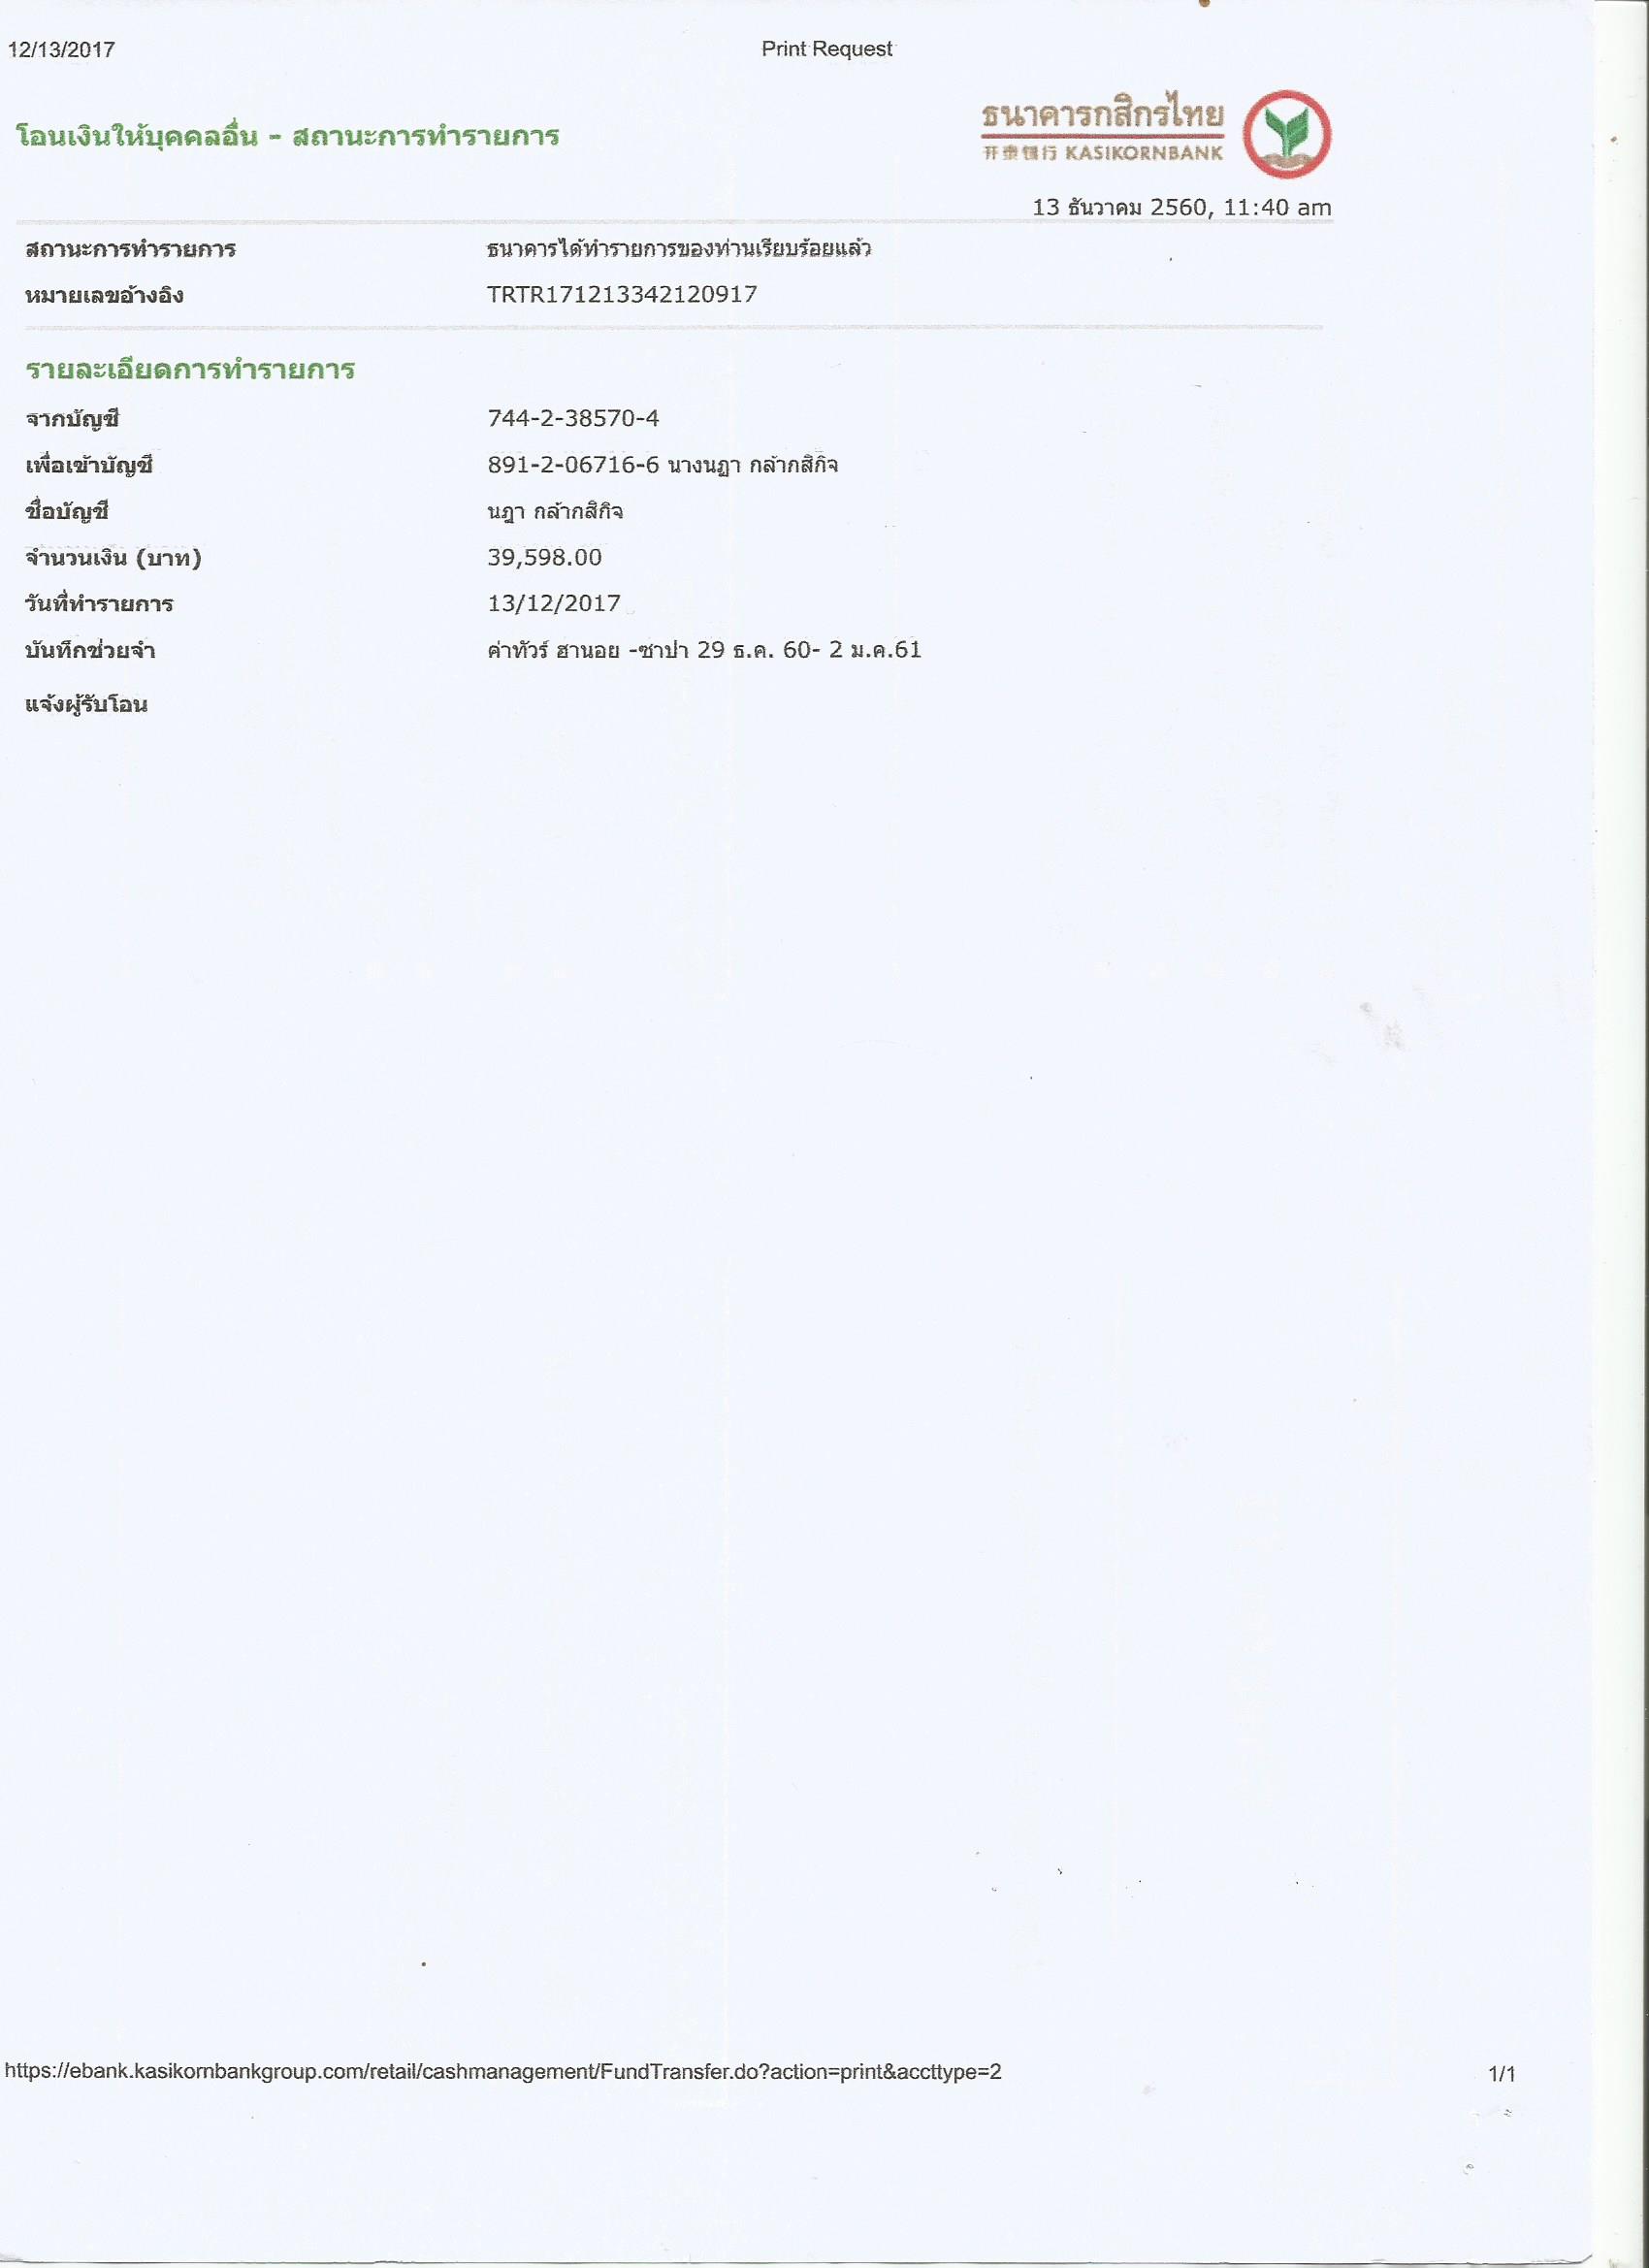 12/13/2017 Print Request
ธนาคารกสิกรไทย
开泰银行 KASIKORNBANK
โอนเงินให้บุคคลอื่น - สถานะการทำรายการ
13 ธันวาคม 2560, 11:40 am
สถานะการทำรายการ ธนาคารได้ทำรายการของท่านเรียบร้อยแล้ว
หมายเลขอ้างอิง TRTR171213342120917
รายละเอียดการทำรายการ
จากบัญชี 744-2-38570-4
เพื่อเข้าบัญชี 891-2-06716-6 นางนฏา กล้ากสิกิจ
ชื่อบัญชี นฎา กล้ากสิกิจ
จำนวนเงิน (บาท) 39,598.00
วันที่ทำรายการ 13/12/2017
บันทึกช่วยจำ ค่าทัวร์ ฮานอย -ซาปา 29 ธ.ค. 60- 2 ม.ค.61
แจ้งผู้รับโอน
https://ebank.kasikornbankgroup.com/retail/cashmanagement/FundTransfer.do?action=print&accttype=2 1/1